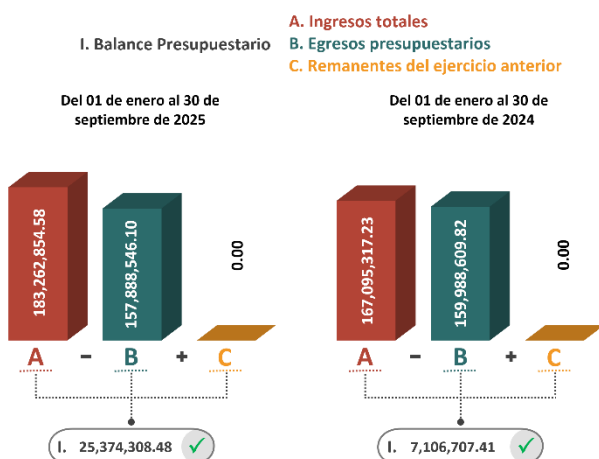 A. Ingresos totales
I. Balance Presupuestario
B. Egresos presupuestarios
C. Remanentes del ejercicio anterior
Del 01 de enero al 30 de
septiembre de 2025
183,262,854.58
157,888,546.10
0.00
A – B + C
I. 25,374,308.48
Del 01 de enero al 30 de
septiembre de 2024
167,095,317.23
159,988,609.82
0.00
A – B + C
I. 7,106,707.41